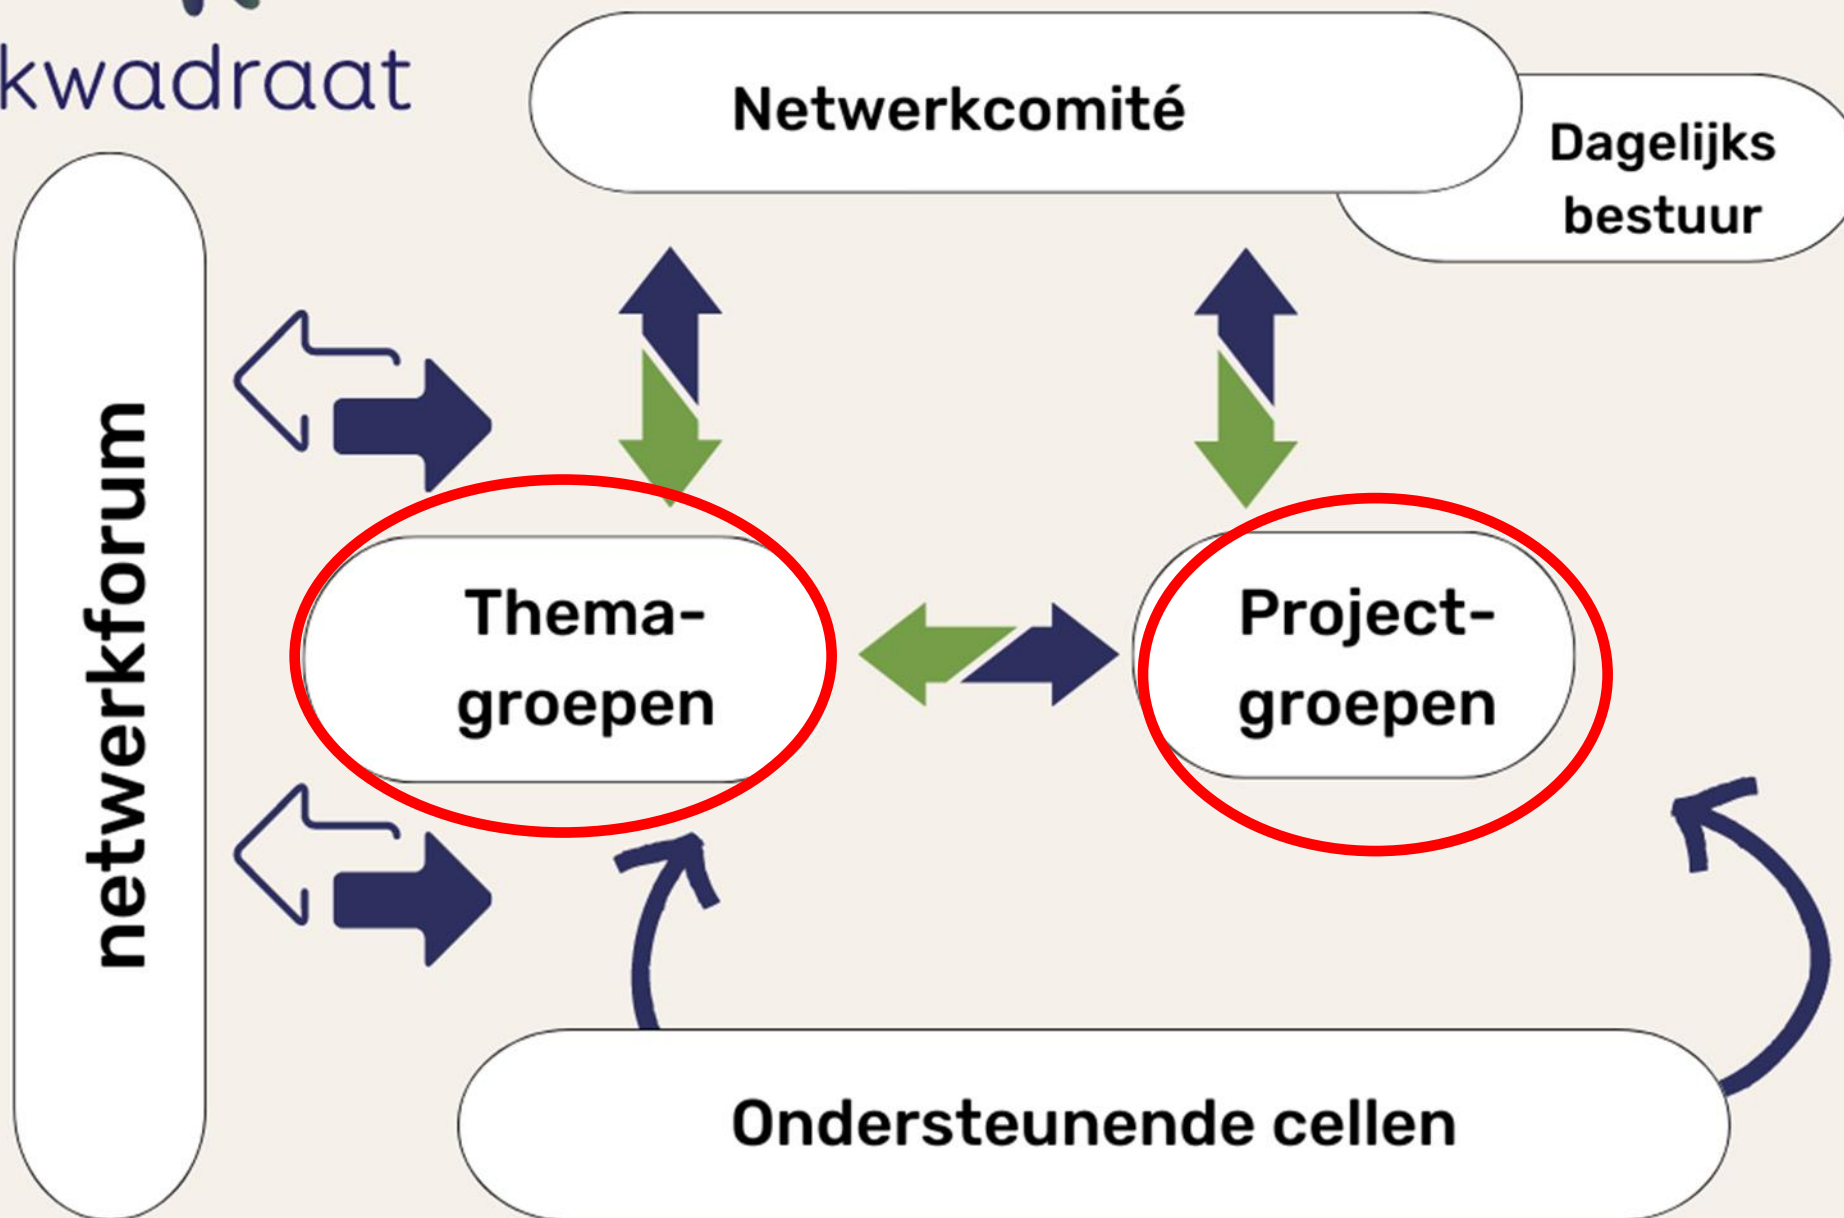 kwadraat
Netwerkcomité
Dagelijks
bestuur
netwerkforum
Thema-
groepen
Project-
groepen
Ondersteunende cellen